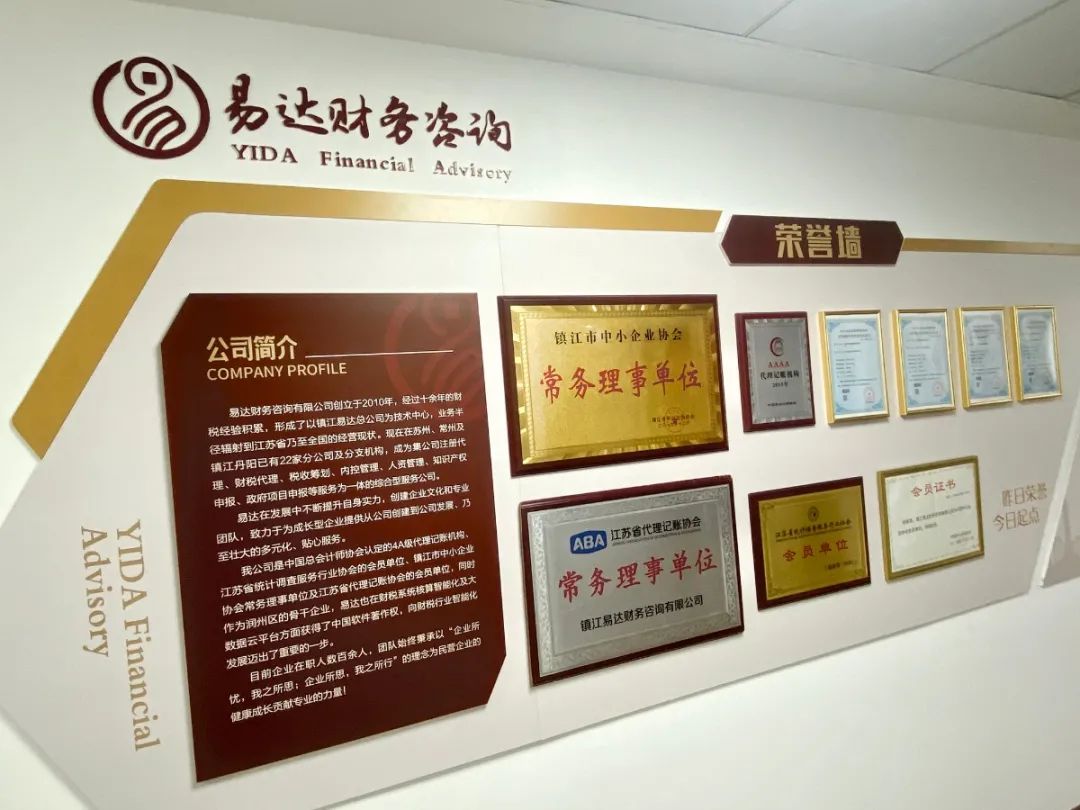 易达财务咨询
YIDA Financial Advisory
荣誉墙
公司简介
COMPANY PROFILE
易达财务咨询有限公司创立于2010年，经过十余年的财
税经验积累，形成了以镇江易达总公司为技术中心，业务半
径辐射到江苏省乃至全国的经营现状。现在在苏州、常州及
镇江丹阳已有22家分公司及分支机构，成为集公司注册代
理、财税代理、税收筹划、内控管理、人资管理、知识产权
申报、政府项目申报等服务为一体的综合型服务公司。
易达在发展中不断提升自身实力，创建企业文化和专业
团队，致力于为成长型企业提供从公司创建到公司发展、乃
至壮大的多元化、贴心服务。
我公司是中国总会计师协会认定的4A级代理记账机构、
江苏省统计调查服务行业协会的会员单位、镇江市中小企业
协会常务理事单位及江苏省代理记账协会的会员单位，同时
作为润州区的骨干企业，易达也在财税系统核算智能化及大
数据云平台方面获得了中国软件著作权，向财税行业智能化
发展迈出了重要的一步。
目前企业在职人数百余人，团队始终秉承以“企业所
忧，我之所思；企业所思，我之所行”的理念为民营企业的
健康成长贡献专业的力量！
YIDA Financial
Advisory
镇江市中小企业协会
常务理事单位
AAAA
代理记账机构
ABA 江苏省代理记账协会
常务理事单位
镇江易达财务咨询有限公司
会员单位
会员证书
昨日荣誉
今日起点